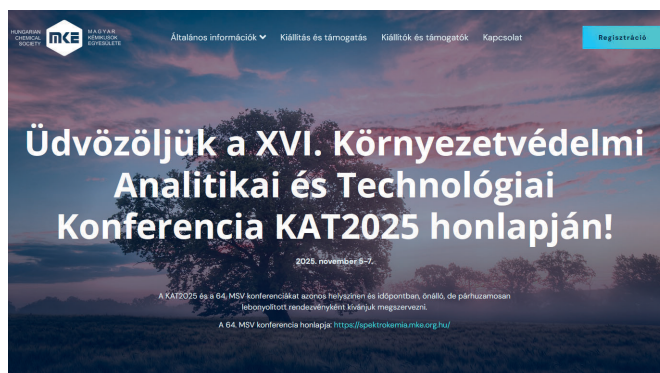 HUNGARIAN
CHEMICAL
SOCIETY
mke
MAGYAR
KÉMIKUSOK
EGYESÜLETE
Általános információk
Kiállítás és támogatás
Kiállítók és támogatók
Kapcsolat
Regisztráció
Üdvözöljük a XVI. Környezetvédelmi
Analitikai és Technológiai
Konferencia KAT2025 honlapján!
2025. november 5-7.
A KAT2025 és a 64. MSV konferenciákat azonos helyszínen és időpontban, önálló, de párhuzamosan
lebonyolított rendezvényként kívánjuk megszervezni.
A 64. MSV konferencia honlapja: https://spektrokemia.mke.org.hu/